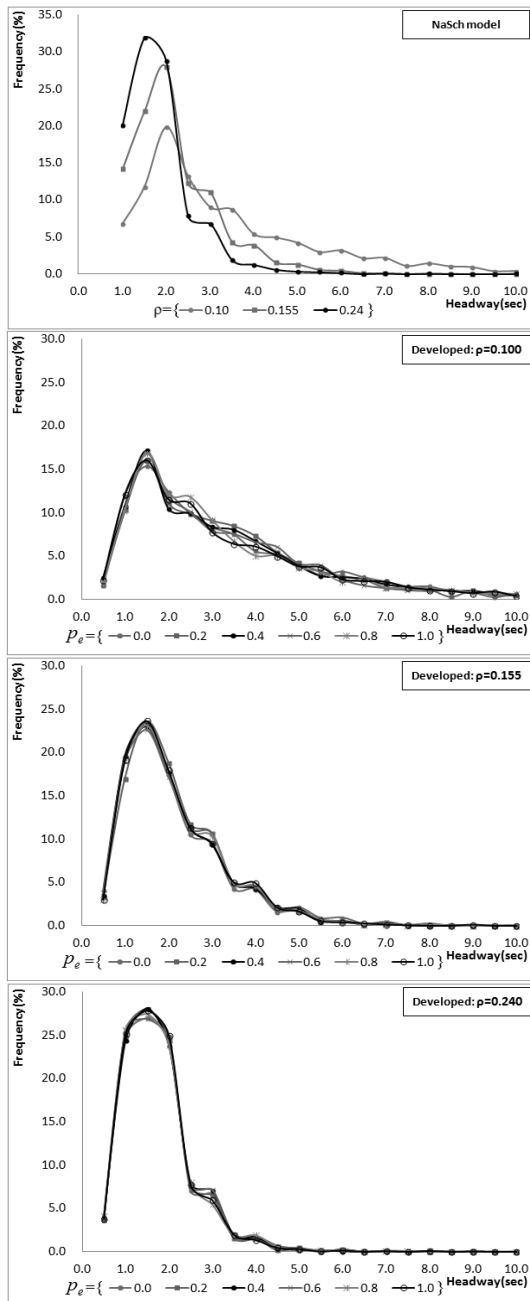 NaSch model
Frequency(%)
35.0
30.0
25.0
20.0
15.0
10.0
5.0
0.0
0.0 1.0 2.0 3.0 4.0 5.0 6.0 7.0 8.0 9.0 10.0
Headway(sec)
ρ={ 0.10 0.155 0.24 }
Developed: ρ=0.100
Frequency(%)
30.0
25.0
20.0
15.0
10.0
5.0
0.0
0.0 1.0 2.0 3.0 4.0 5.0 6.0 7.0 8.0 9.0 10.0
Headway(sec)
pe={ 0.0 0.2 0.4 0.6 0.8 1.0 }
Developed: ρ=0.155
Frequency(%)
30.0
25.0
20.0
15.0
10.0
5.0
0.0
0.0 1.0 2.0 3.0 4.0 5.0 6.0 7.0 8.0 9.0 10.0
Headway(sec)
pe={ 0.0 0.2 0.4 0.6 0.8 1.0 }
Developed: ρ=0.240
Frequency(%)
30.0
25.0
20.0
15.0
10.0
5.0
0.0
0.0 1.0 2.0 3.0 4.0 5.0 6.0 7.0 8.0 9.0 10.0
Headway(sec)
pe={ 0.0 0.2 0.4 0.6 0.8 1.0 }